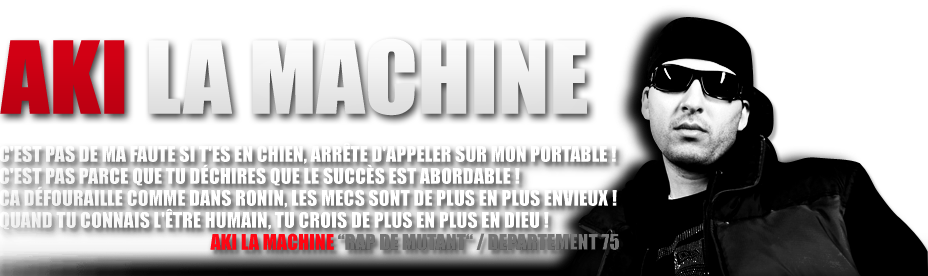 AKI LA MACHINE
C'EST PAS DE MA FAUTE SI T'ES EN CHIEN, ARRÊTE D'APPELER SUR MON PORTABLE !
C'EST PAS PARCE QUE TU DÉCHIRES QUE LE SUCCÈS EST ABORDABLE !
CA DÉFOURAILLE COMME DANS RONIN, LES MECS SONT DE PLUS EN PLUS ENVIEUX !
QUAND TU CONNAIS L'ÊTRE HUMAIN, TU CROIS DE PLUS EN PLUS EN DIEU !
AKI LA MACHINE "RAP DE MUTANT" / DEPARTEMENT 75